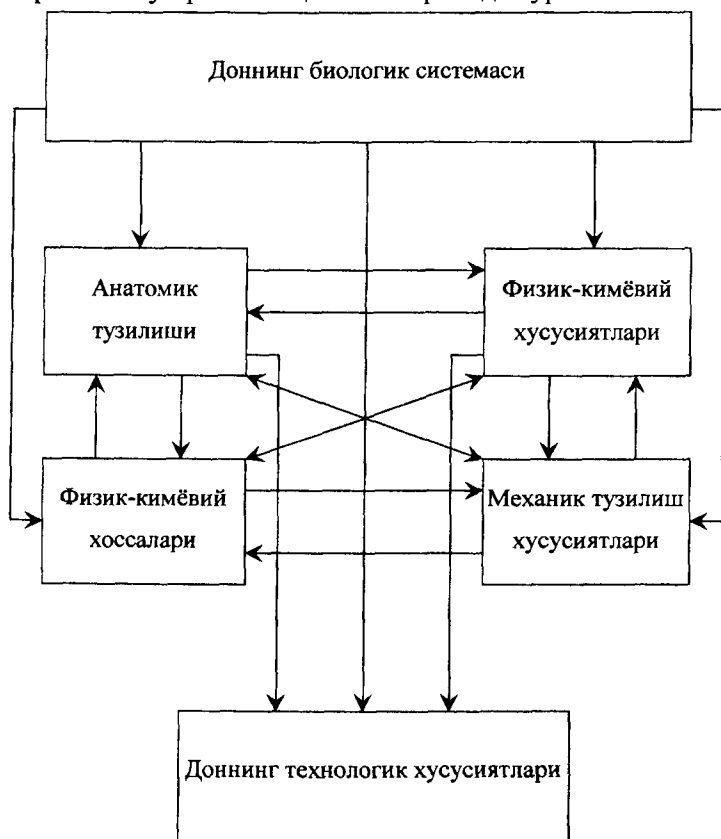 Доннинг биологик системаси
Анатомик
тузилиши
Физик-кимёвий
хусусиятлари
Физик-кимёвий
хоссалари
Механик тузилиш
хусусиятлари
Доннинг технологик хусусиятлари